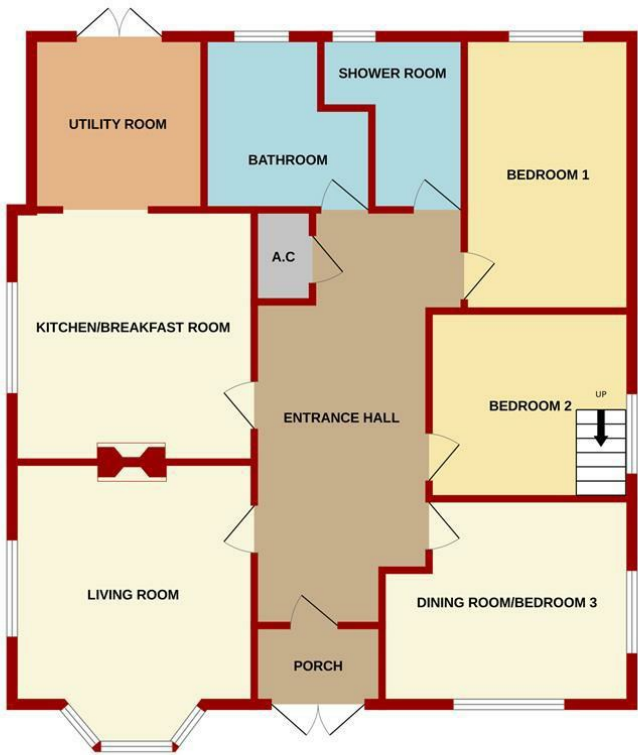 SHOWER ROOM
UTILITY ROOM
BATHROOM
BEDROOM 1
A.C
KITCHEN/BREAKFAST ROOM
ENTRANCE HALL
BEDROOM 2
UP
LIVING ROOM
DINING ROOM/BEDROOM 3
PORCH